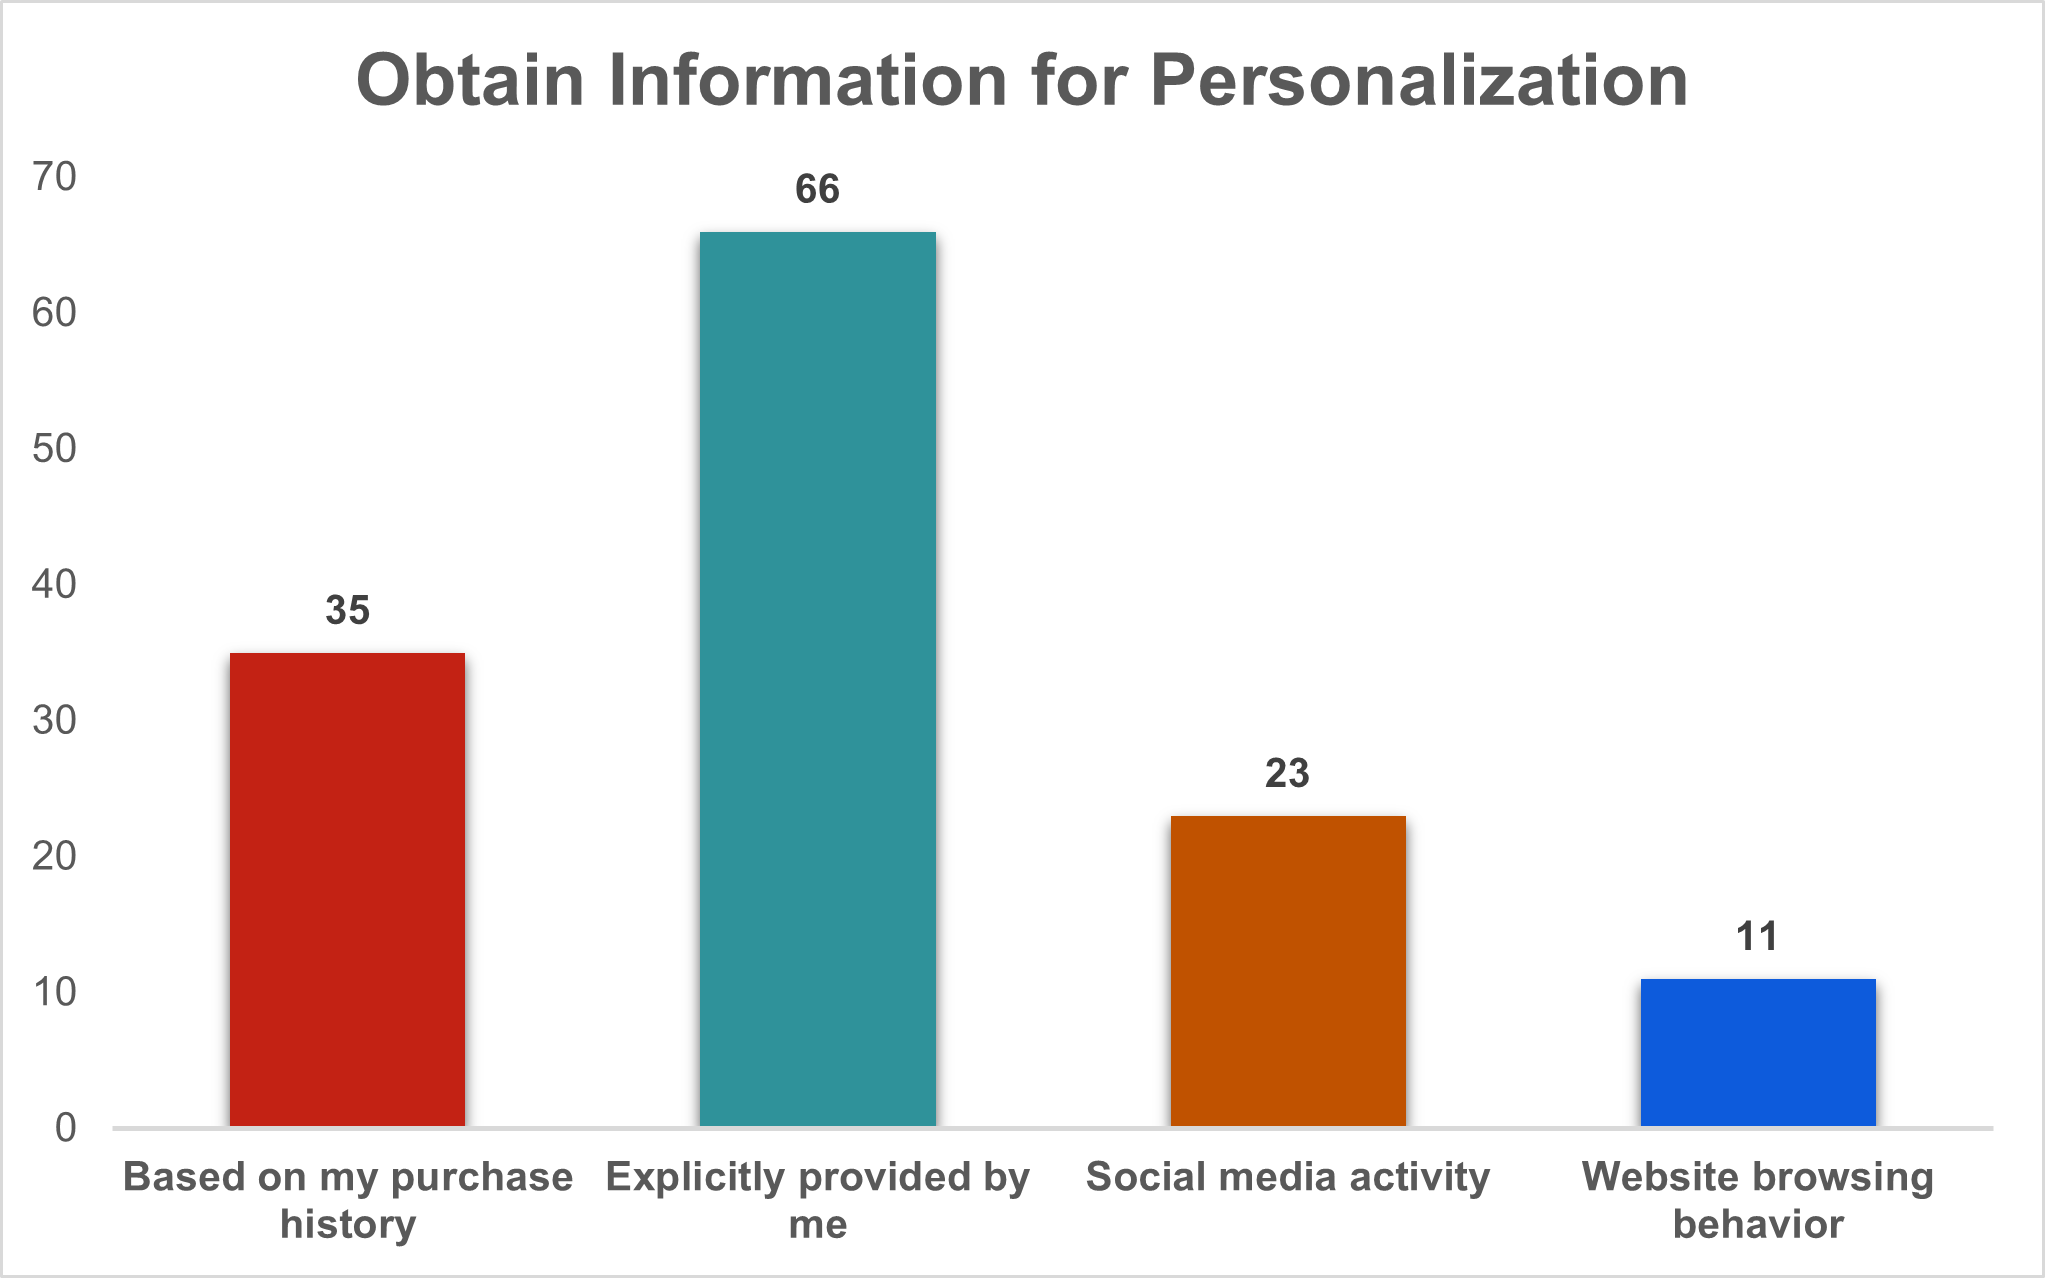 Obtain Information for Personalization
70
60
50
40
30
20
10
0
35
66
23
11
Based on my purchase
history
Explicitly provided by
me
Social media activity
Website browsing
behavior